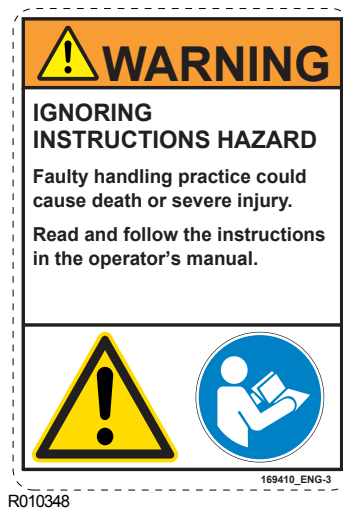 WARNING
IGNORING
INSTRUCTIONS HAZARD
Faulty handling practice could
cause death or severe injury.
Read and follow the instructions
in the operator’s manual.
169410_ENG-3
R010348